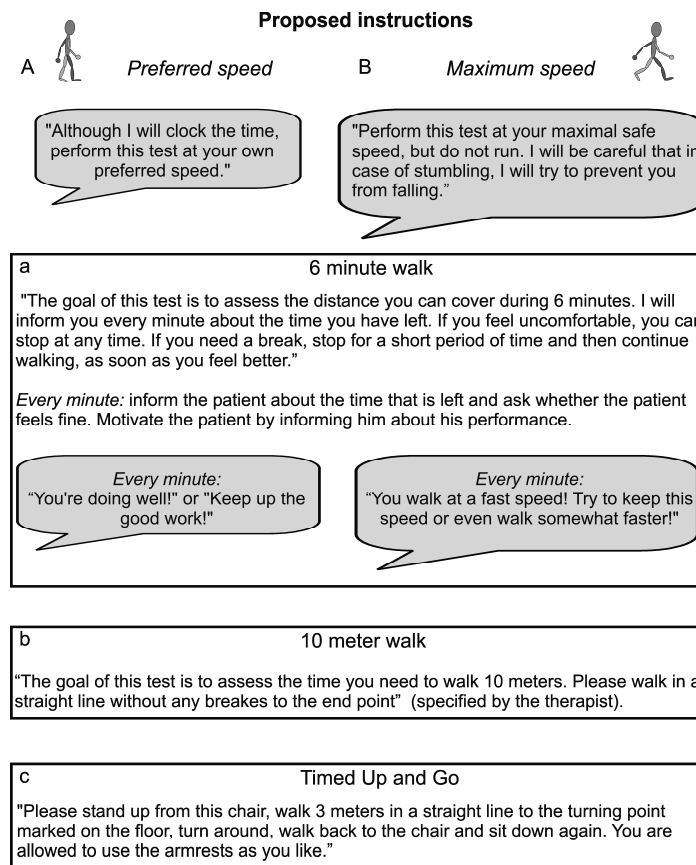 Proposed instructions
A Preferred speed B Maximum speed
"Although I will clock the time,
perform this test at your own
preferred speed."
"Perform this test at your maximal safe
speed, but do not run. I will be careful that in
case of stumbling, I will try to prevent you
from falling.”
a 6 minute walk
"The goal of this test is to assess the distance you can cover during 6 minutes. I will
inform you every minute about the time you have left. If you feel uncomfortable, you can
stop at any time. If you need a break, stop for a short period of time and then continue
walking, as soon as you feel better.”
Every minute: inform the patient about the time that is left and ask whether the patient
feels fine. Motivate the patient by informing him about his performance.
Every minute:
“You're doing well!" or "Keep up the
good work!"
Every minute:
“You walk at a fast speed! Try to keep this
speed or even walk somewhat faster!"
b 10 meter walk
“The goal of this test is to assess the time you need to walk 10 meters. Please walk in a
straight line without any breakes to the end point” (specified by the therapist).
c Timed Up and Go
"Please stand up from this chair, walk 3 meters in a straight line to the turning point
marked on the floor, turn around, walk back to the chair and sit down again. You are
allowed to use the armrests as you like.”